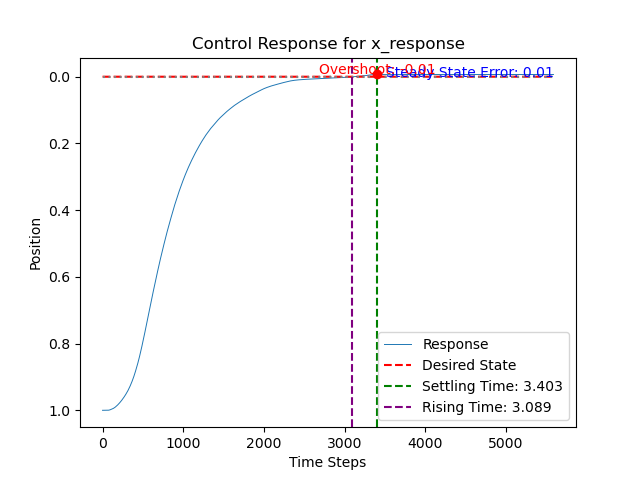 Control Response for x_response
Overshoot: -0.01
Steady State Error: 0.01
0.0
0.2
0.4
0.6
0.8
1.0
Position
Response
Desired State
Settling Time: 3.403
Rising Time: 3.089
0 1000 2000 3000 4000 5000
Time Steps